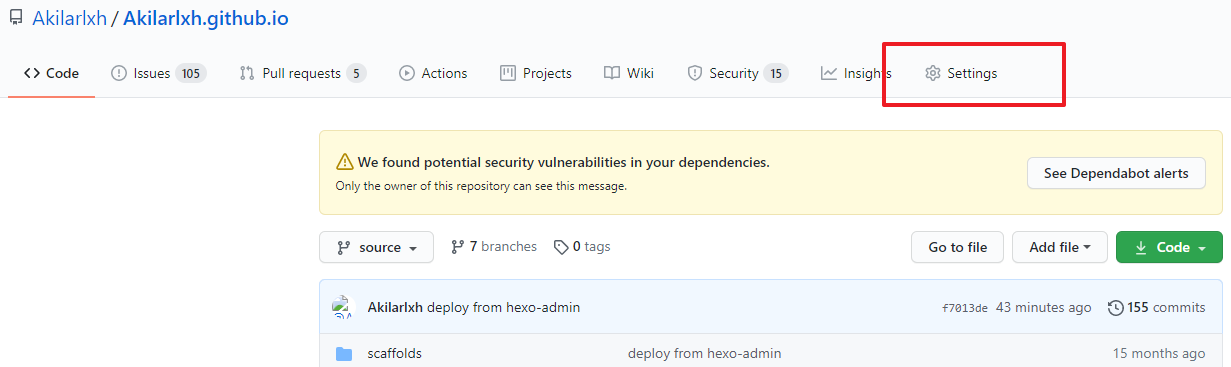 Akilarlxh / Akilarlxh.github.io
Code Issues 105 Pull requests 5 Actions Projects Wiki Security 15 Insights Settings
We found potential security vulnerabilities in your dependencies.
Only the owner of this repository can see this message.
See Dependabot alerts
source 7 branches 0 tags Go to file Add file Code
Akilarlxh deploy from hexo-admin f7013de 43 minutes ago 155 commits
scaffolds deploy from hexo-admin 15 months ago